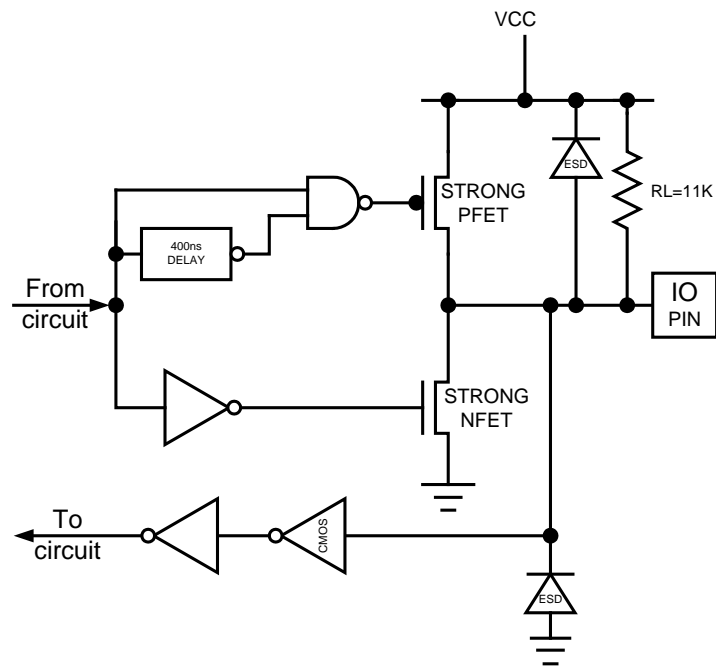 VCC
ESD
STRONG
PFET
RL=11K
400ns
DELAY
From
circuit
IO
PIN
STRONG
NFET
To
circuit
CMOS
ESD